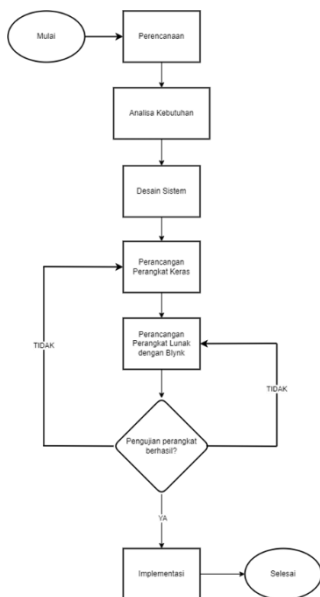 Mulai
Perencanaan
Analisa Kebutuhan
Desain Sistem
Perancangan
Perangkat Keras
Perancangan
Perangkat Lunak
dengan Blynk
TIDAK
TIDAK
Pengujian perangkat
berhasil?
YA
Implementasi
Selesai